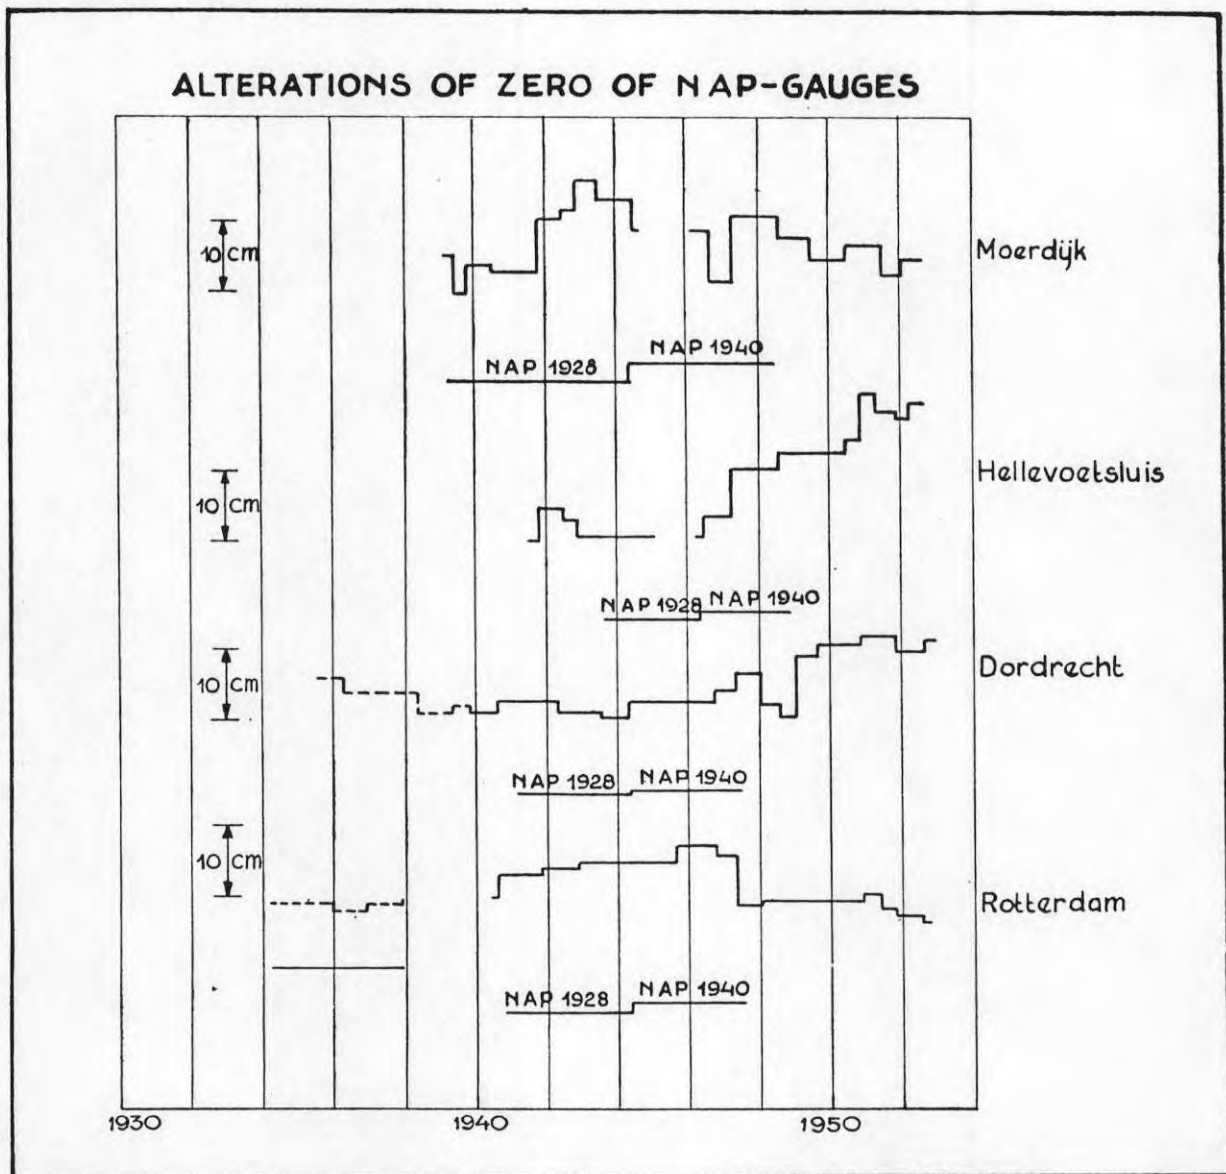 ALTERATIONS OF ZERO OF NAP-GAUGES
10 cm
Moerdijk
NAP 1928
NAP 1940
10 cm
Hellevoetsluis
NAP 1928
NAP 1940
10 cm
Dordrecht
NAP 1928
NAP 1940
10 cm
Rotterdam
NAP 1928
NAP 1940
1930
1940
1950